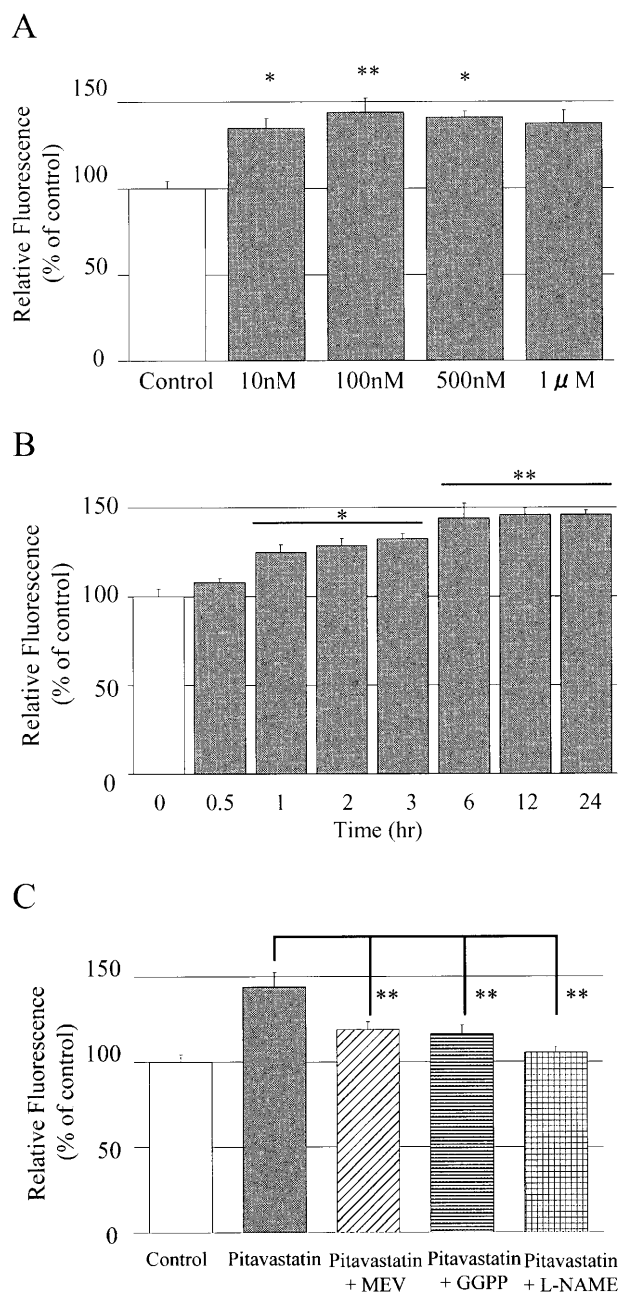 A
* ** *
Relative Fluorescence
(% of control)
150
100
50
0
Control 10nM 100nM 500nM 1 μ M
B
**
*
Relative Fluorescence
(% of control)
150
100
50
0
0 0.5 1 2 3 6 12 24
Time (hr)
C
** ** **
Relative Fluorescence
(% of control)
150
100
50
0
Control Pitavastatin Pitavastatin Pitavastatin Pitavastatin
+ MEV + GGPP + L-NAME